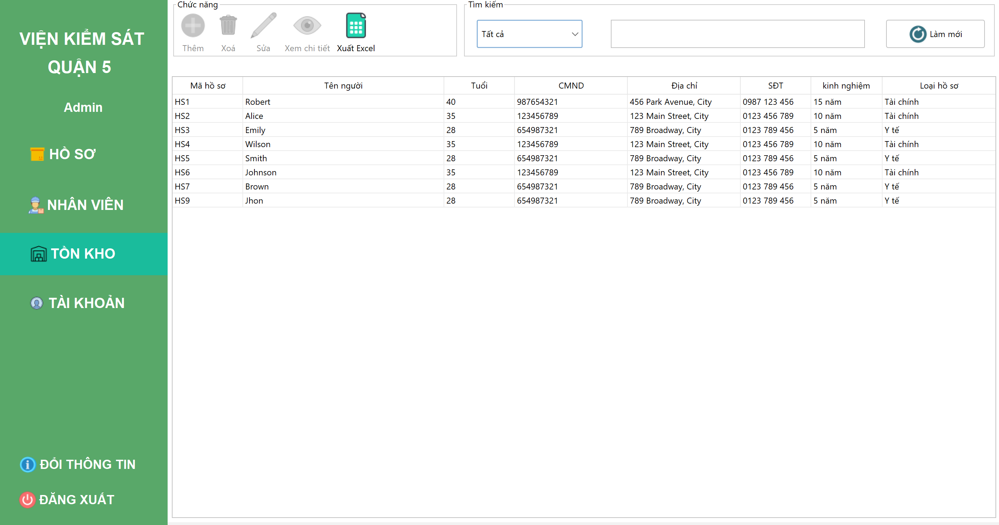 VIỆN KIỂM SÁT
QUẬN 5
Admin
HỒ SƠ
NHÂN VIÊN
TỒN KHO
TÀI KHOẢN
ĐỔI THÔNG TIN
ĐĂNG XUẤT
Chức năng
Thêm Xoá Sửa Xem chi tiết Xuất Excel
Tìm kiếm
Tất cả
Làm mới
Mã hồ sơ Tên người Tuổi CMND Địa chỉ SĐT kinh nghiệm Loại hồ sơ
HS1 Robert 40 987654321 456 Park Avenue, City 0987 123 456 15 năm Tài chính
HS2 Alice 35 123456789 123 Main Street, City 0123 456 789 10 năm Tài chính
HS3 Emily 28 654987321 789 Broadway, City 0123 789 456 5 năm Y tế
HS4 Wilson 35 123456789 123 Main Street, City 0123 456 789 10 năm Tài chính
HS5 Smith 28 654987321 789 Broadway, City 0123 789 456 5 năm Y tế
HS6 Johnson 35 123456789 123 Main Street, City 0123 456 789 10 năm Tài chính
HS7 Brown 28 654987321 789 Broadway, City 0123 789 456 5 năm Y tế
HS9 Jhon 28 654987321 789 Broadway, City 0123 789 456 5 năm Y tế